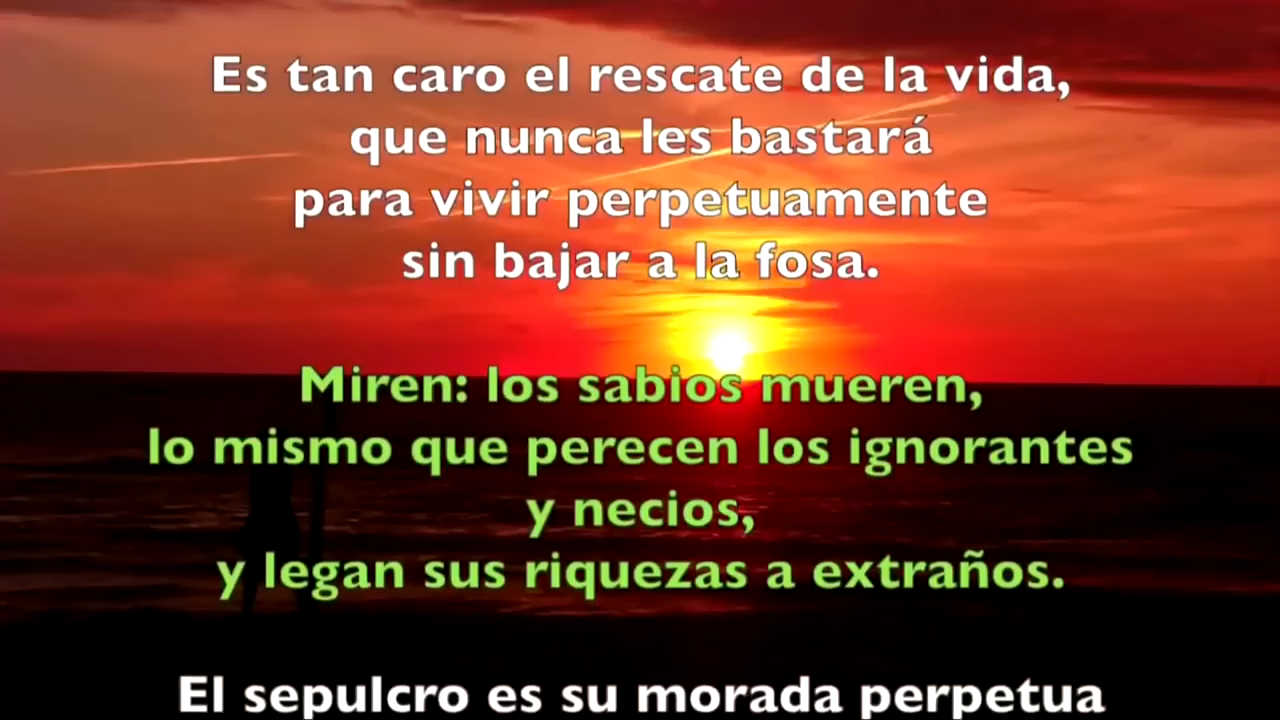 Es tan caro el rescate de la vida,
que nunca les bastará
para vivir perpetuamente
sin bajar a la fosa.
Miren: los sabios mueren,
lo mismo que perecen los ignorantes
y necios,
y legan sus riquezas a extraños.
El sepulcro es su morada perpetua